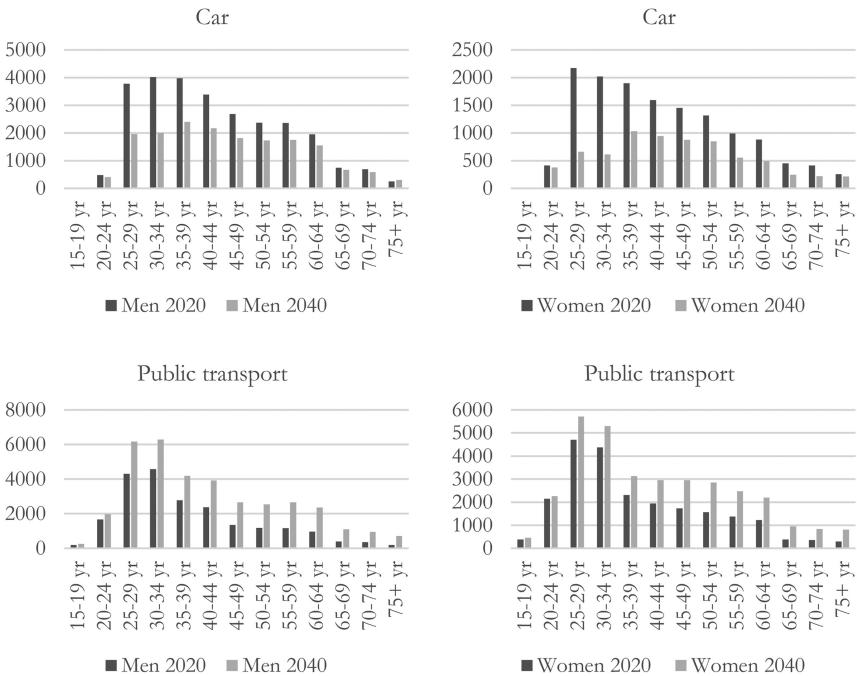 Car
5000
4000
3000
2000
1000
0
15-19 yr
20-24 yr
25-29 yr
30-34 yr
35-39 yr
40-44 yr
45-49 yr
50-54 yr
55-59 yr
60-64 yr
65-69 yr
70-74 yr
75+ yr
Men 2020 Men 2040
Car
2500
2000
1500
1000
500
0
15-19 yr
20-24 yr
25-29 yr
30-34 yr
35-39 yr
40-44 yr
45-49 yr
50-54 yr
55-59 yr
60-64 yr
65-69 yr
70-74 yr
75+ yr
Women 2020 Women 2040
Public transport
8000
6000
4000
2000
0
15-19 yr
20-24 yr
25-29 yr
30-34 yr
35-39 yr
40-44 yr
45-49 yr
50-54 yr
55-59 yr
60-64 yr
65-69 yr
70-74 yr
75+ yr
Men 2020 Men 2040
Public transport
6000
5000
4000
3000
2000
1000
0
15-19 yr
20-24 yr
25-29 yr
30-34 yr
35-39 yr
40-44 yr
45-49 yr
50-54 yr
55-59 yr
60-64 yr
65-69 yr
70-74 yr
75+ yr
Women 2020 Women 2040